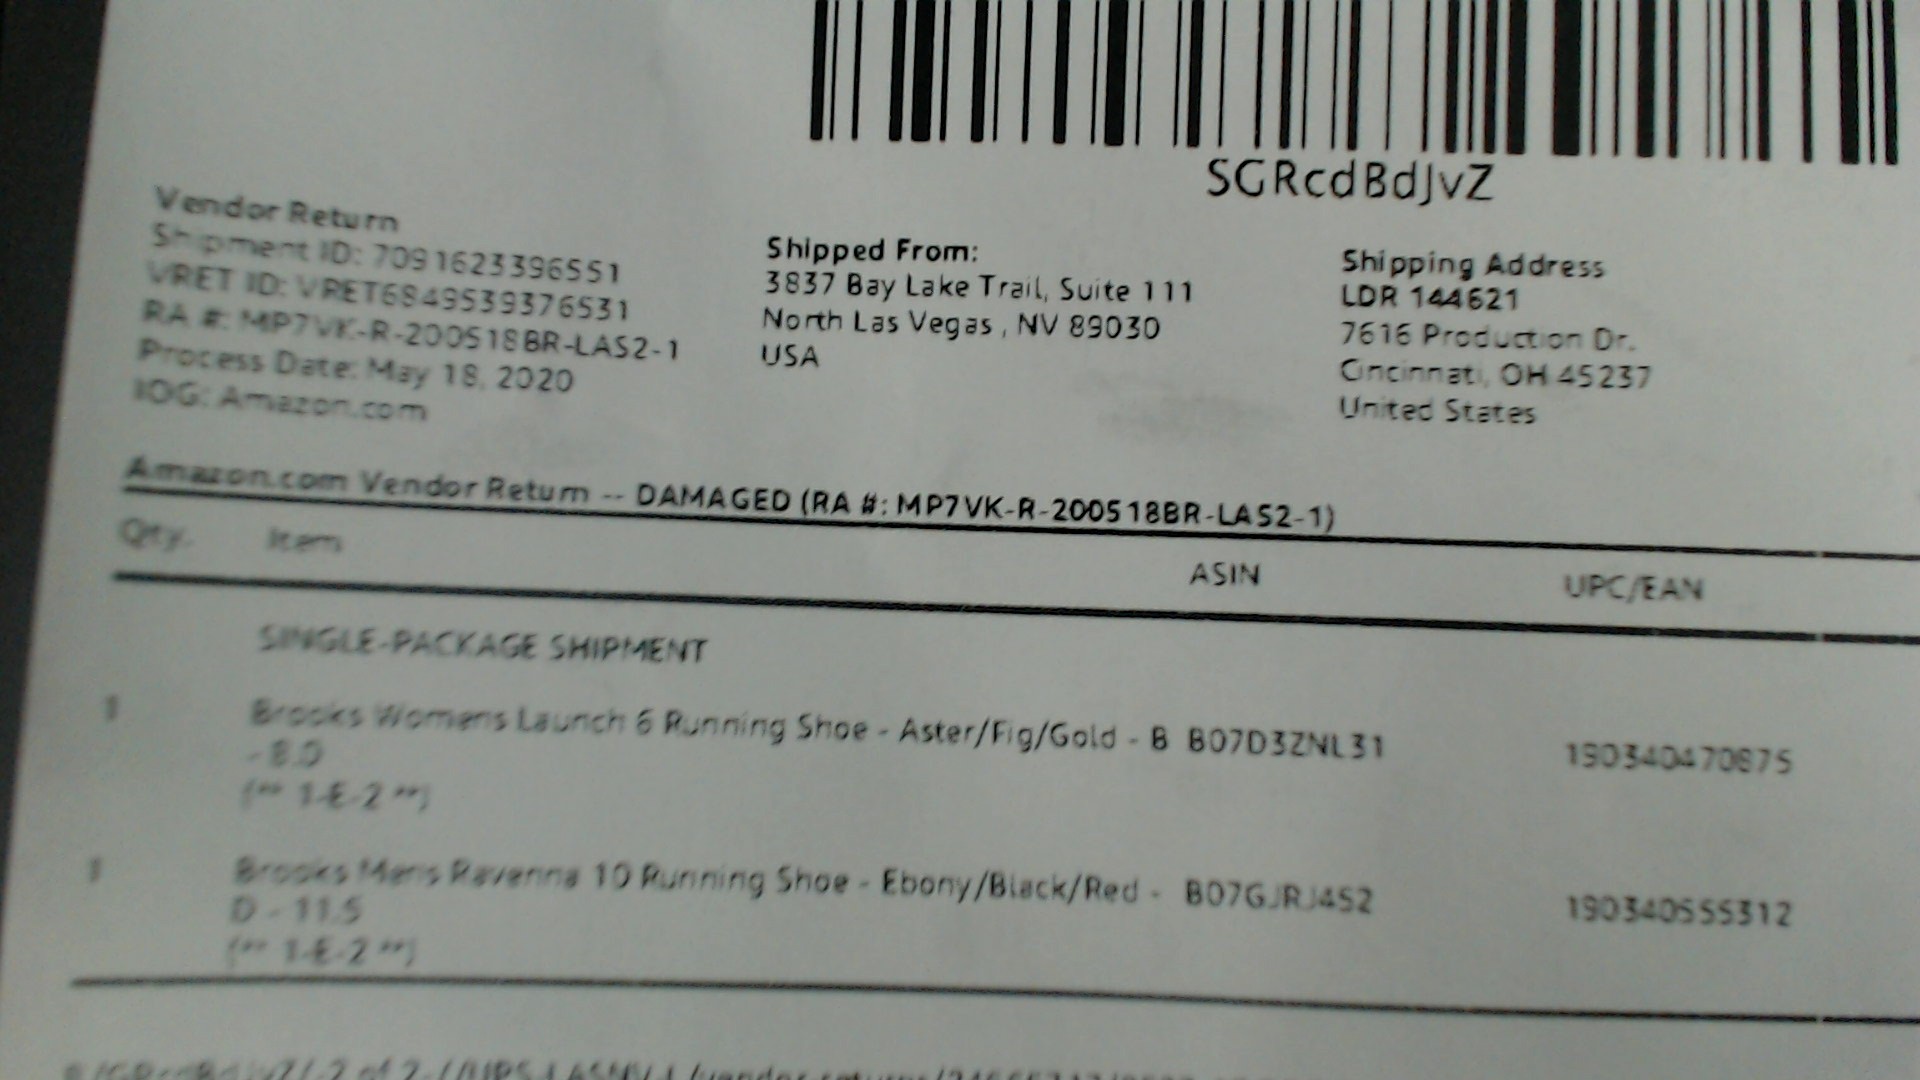 SGRcdBdJvZ
Vendor Return
Shipment ID: 7091623396551
VRET ID: VRET6849539376531
RA #: MP7VK-R-200518BR-LAS2-1
Process Date: May 18, 2020
IOG: Amazon.com
Shipped From:
3837 Bay Lake Trail, Suite 111
North Las Vegas , NV 89030
USA
Shipping Address
LDR 144621
7616 Production Dr.
Cincinnati, OH 45237
United States
Amazon.com Vendor Return -- DAMAGED (RA #: MP7VK-R-200518BR-LAS2-1)
Qty. Item ASIN UPC/EAN
SINGLE-PACKAGE SHIPMENT
1 Brooks Womens Launch 6 Running Shoe - Aster/Fig/Gold - B B07D3ZNL31 190340470875
- 8.0
(** 1-E-2 **)
1 Brooks Mens Ravenna 10 Running Shoe - Ebony/Black/Red - B07GJRJ4S2 190340555312
D - 11.5
(** 1-E-2 **)